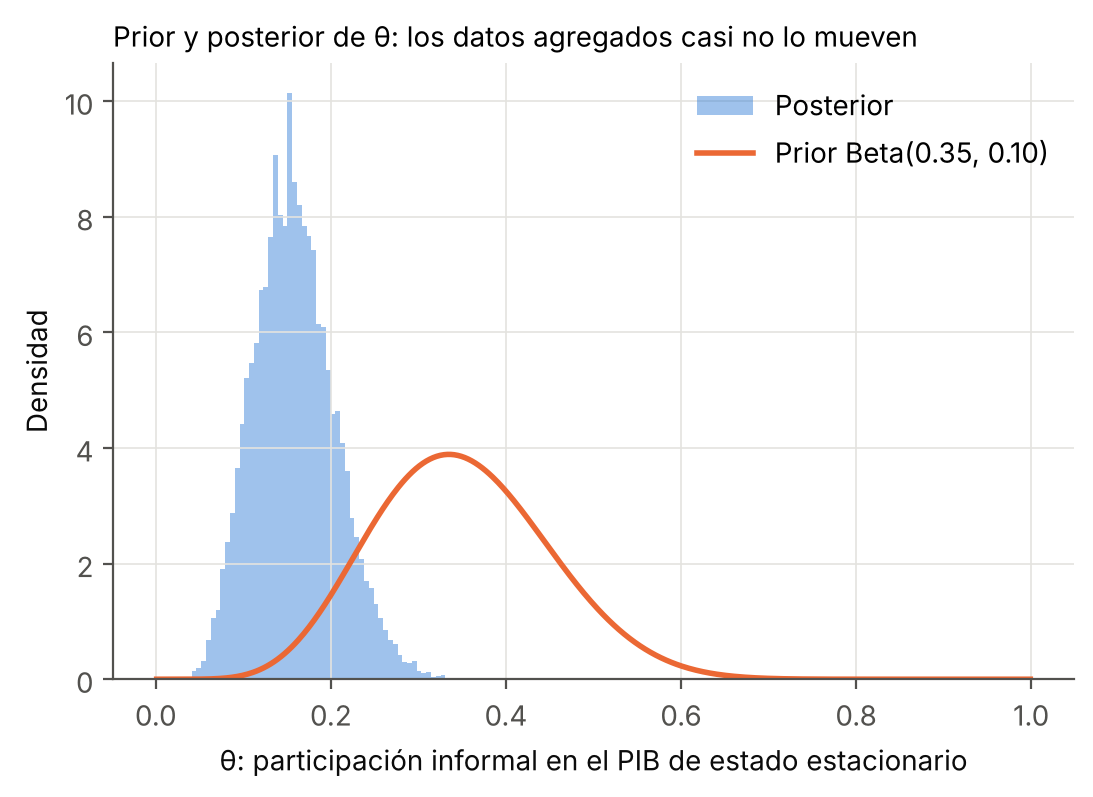 Prior y posterior de θ: los datos agregados casi no lo mueven
Posterior
Prior Beta(0.35, 0.10)
Densidad
10
8
6
4
2
0
0.0 0.2 0.4 0.6 0.8 1.0
θ: participación informal en el PIB de estado estacionario